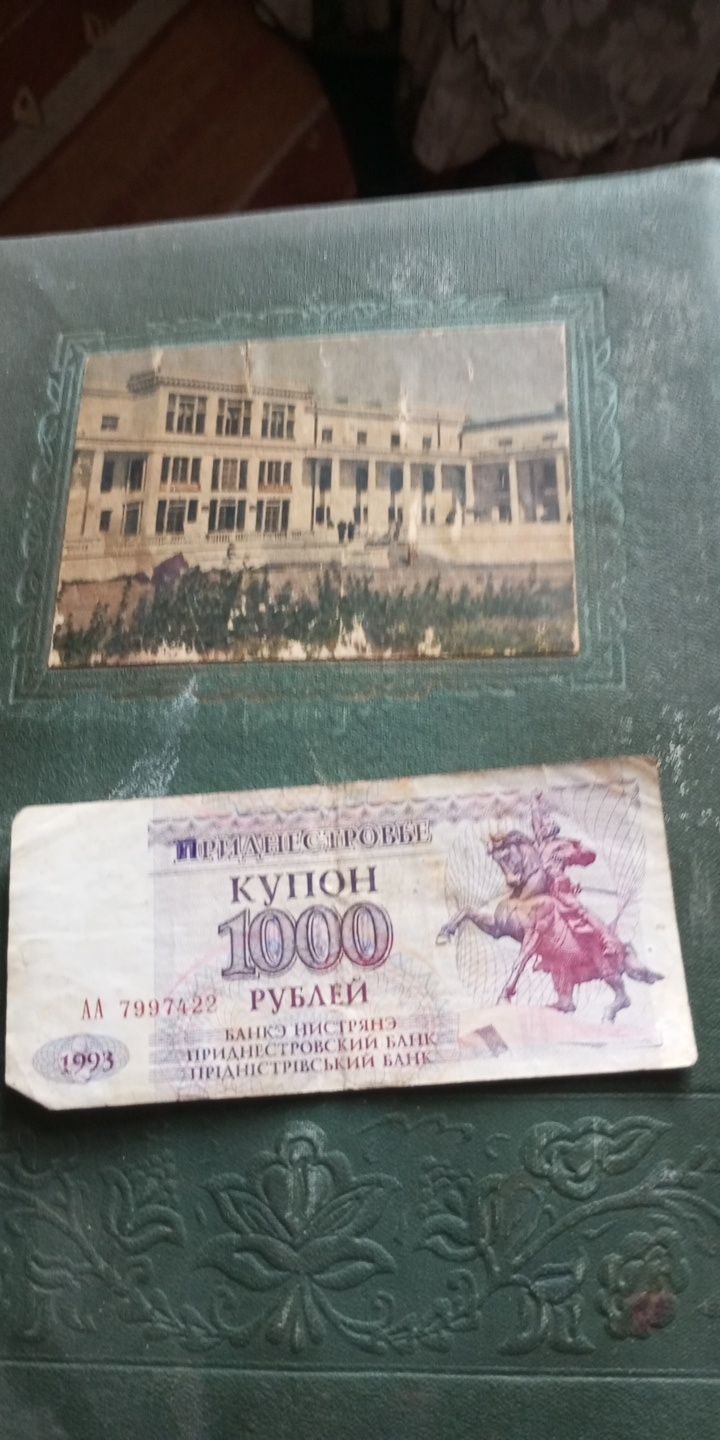 ПРИДНЕСТРОВЬЕ
КУПОН
1000
РУБЛЕЙ
АА 7997422
1993
БАНКЭ НИСТРЯНЭ
ПРИДНЕСТРОВСКИЙ БАНК
ПРІДНІСТРІВСЬКИЙ БАНК